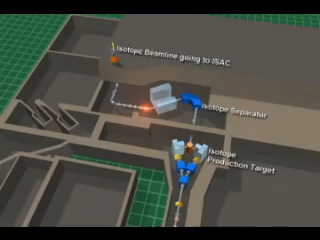 Isotope Beamline going to ISAC
Isotope Separator
Isotope
Production Target